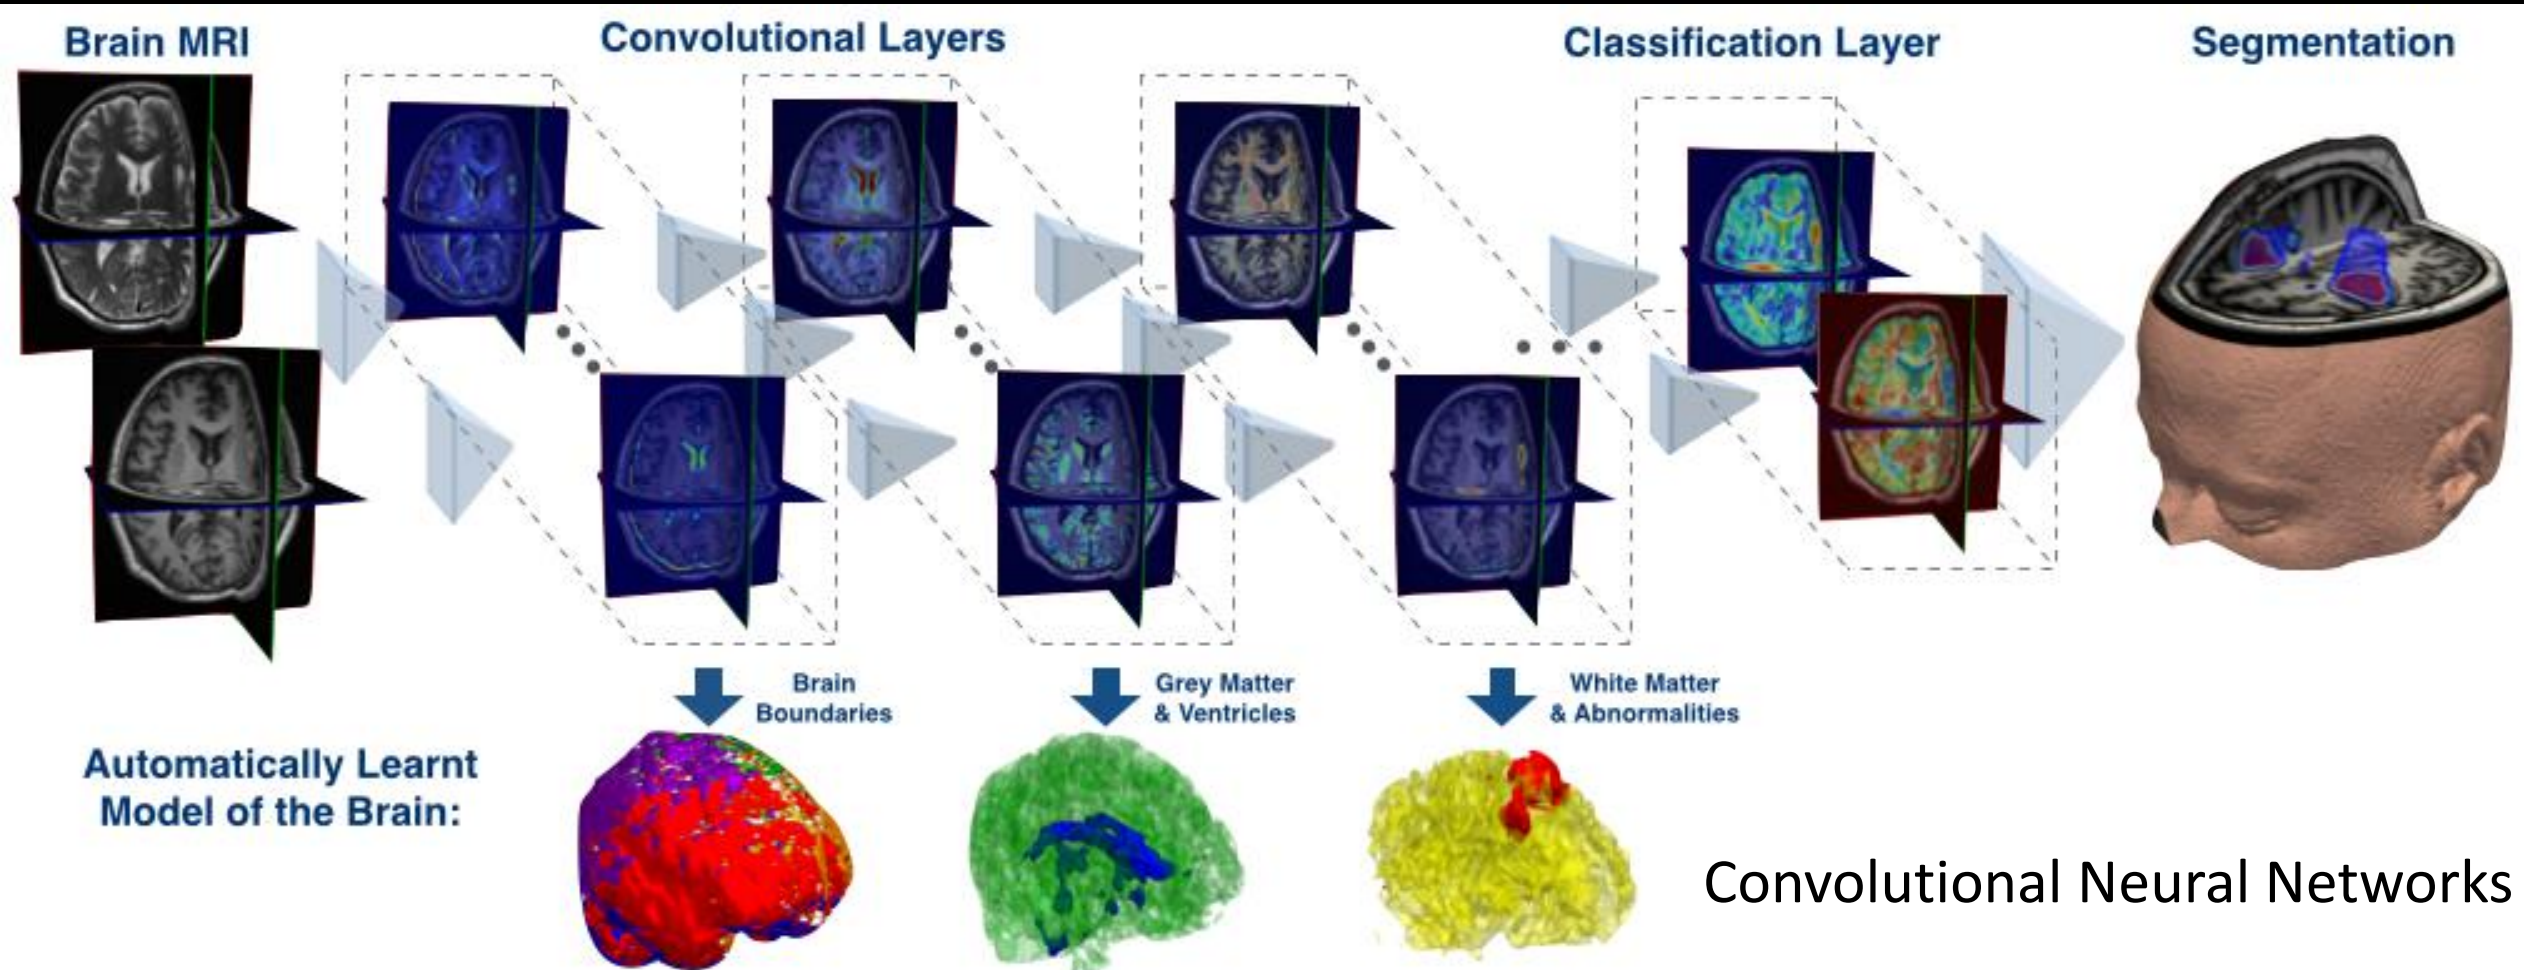 Brain MRI
Convolutional Layers
Classification Layer
Segmentation
Brain
Boundaries
Grey Matter
& Ventricles
White Matter
& Abnormalities
Automatically Learnt
Model of the Brain:
Convolutional Neural Networks